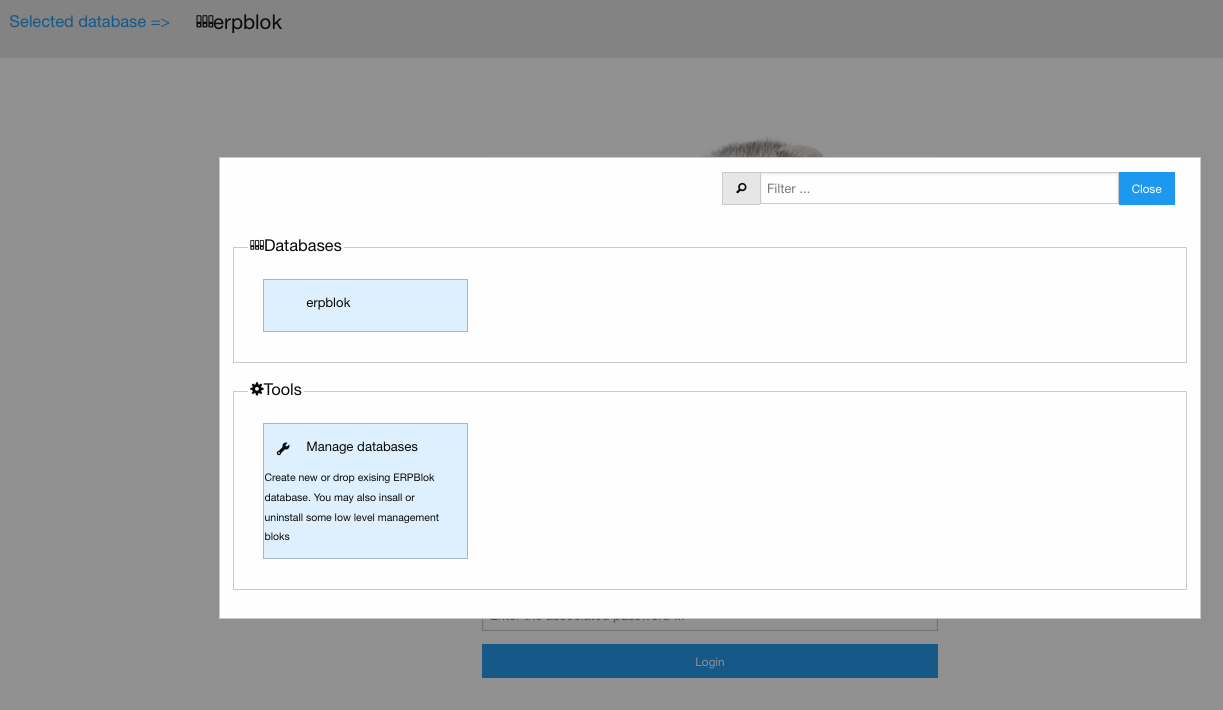 Selected database =>
erpblok
Filter ...
Close
Databases
erpblok
Tools
Manage databases
Create new or drop exising ERPBlok
database. You may also insall or
uninstall some low level management
bloks
Login